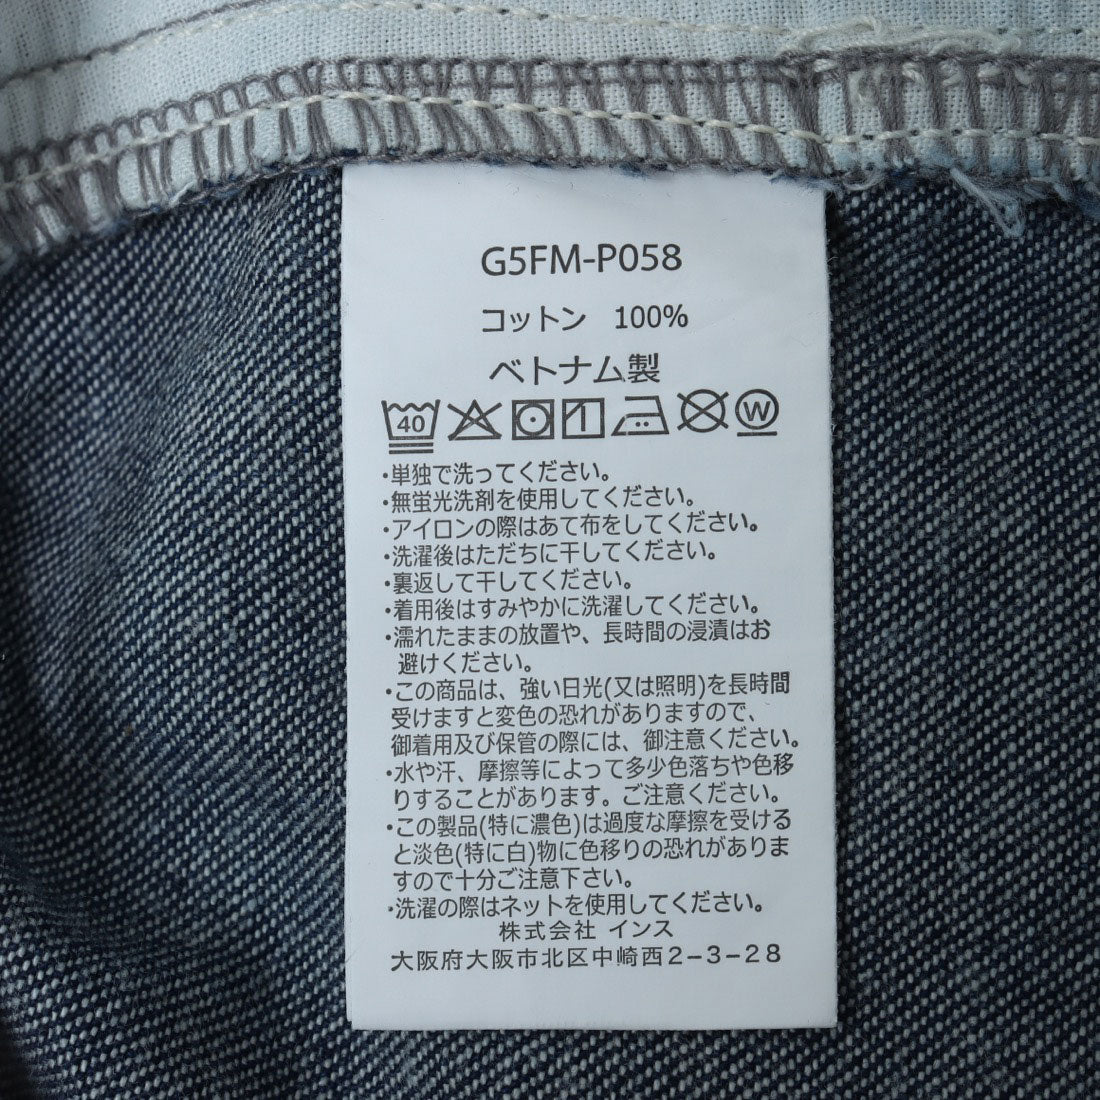 G5FM-P058
コットン 100%
ベトナム製
40 W
・単独で洗ってください。
・無蛍光洗剤を使用してください。
・アイロンの際はあて布をしてください。
・洗濯後はただちに干してください。
・裏返して干してください。
・着用後はすみやかに洗濯してください。
・濡れたままの放置や、長時間の浸漬はお
避けください。
・この商品は、強い日光(又は照明)を長時間
受けますと変色の恐れがありますので、
御着用及び保管の際には、御注意ください。
・水や汗、摩擦等によって多少色落ちや色移
りすることがあります。ご注意ください。
・この製品(特に濃色)は過度な摩擦を受ける
と淡色(特に白)物に色移りの恐れがありま
すので十分ご注意下さい。
・洗濯の際はネットを使用してください。
株式会社 インス
大阪府大阪市北区中崎西2-3-28